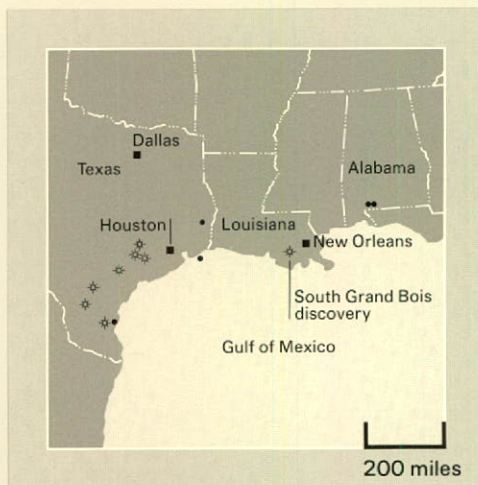 Dallas
Texas
Alabama
Houston
Louisiana
New Orleans
South Grand Bois
discovery
Gulf of Mexico
200 miles